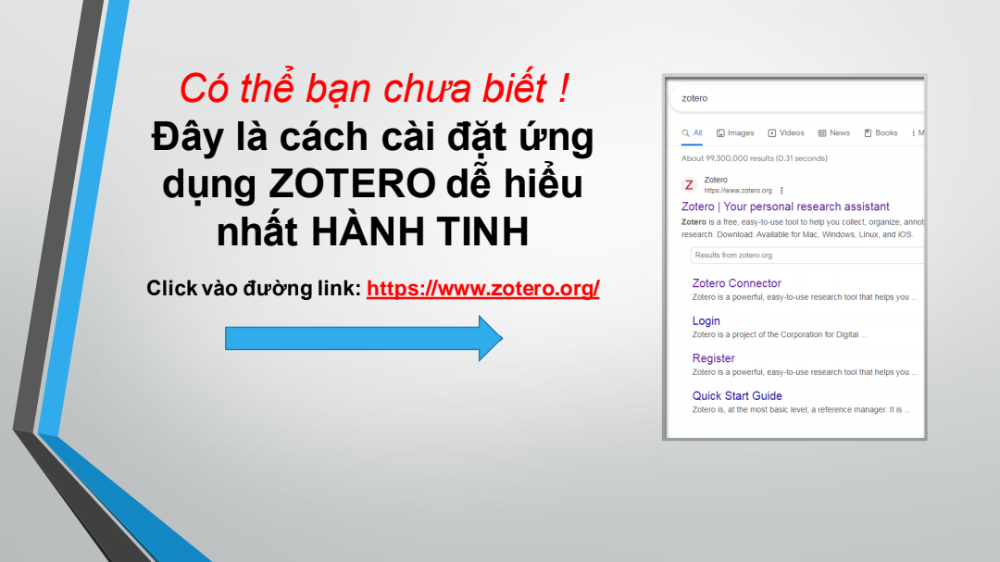 Có thể bạn chưa biết !
Đây là cách cài đặt ứng
dụng ZOTERO dễ hiểu
nhất HÀNH TINH
Click vào đường link: https://www.zotero.org/
zotero
All Images Videos News Books M
About 99,300,000 results (0.31 seconds)
Z
Zotero
https://www.zotero.org
Zotero | Your personal research assistant
Zotero is a free, easy-to-use tool to help you collect, organize, annot
research. Download. Available for Mac, Windows, Linux, and iOS.
Results from zotero.org
Zotero Connector
Zotero is a powerful, easy-to-use research tool that helps you ...
Login
Zotero is a project of the Corporation for Digital ...
Register
Zotero is a powerful, easy-to-use research tool that helps you ...
Quick Start Guide
Zotero is, at the most basic level, a reference manager. It is ...